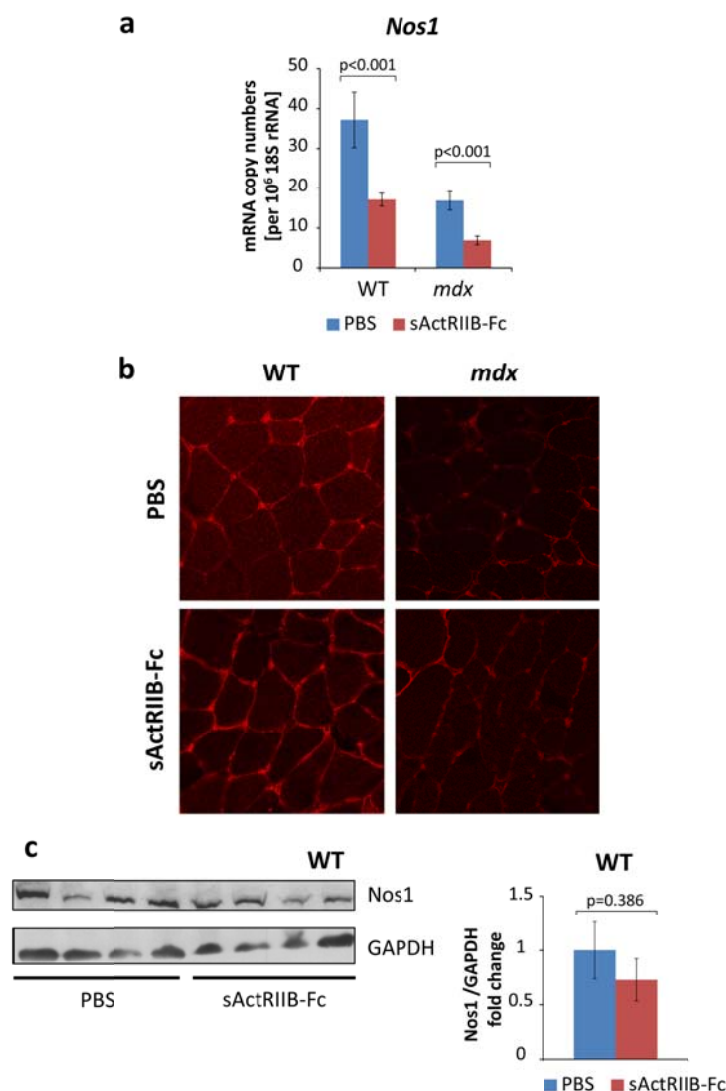 a
Nos1
mRNA copy numbers
[per 10⁶ 18S rRNA]
50
40
30
20
10
0
p<0.001
p<0.001
WT
mdx
PBS
sActRIIB-Fc
b
WT
mdx
PBS
sActRIIB-Fc
c
WT
Nos1
GAPDH
PBS
sActRIIB-Fc
WT
Nos1 /GAPDH
fold change
1.5
1
0.5
0
p=0.386
PBS
sActRIIB-Fc